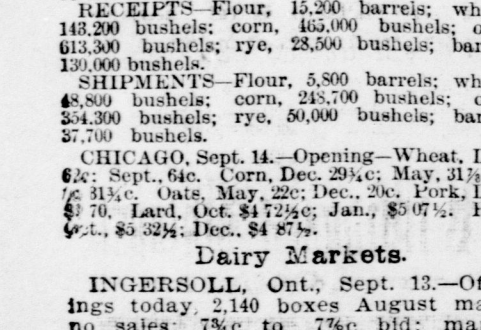 RECEIPTS—Flour, 15,200 barrels; wh
143,200 bushels; corn, 465,000 bushels; o
613,300 bushels; rye, 28,500 bushels; bar
130,000 bushels.
SHIPMENTS—Flour, 5,800 barrels; wh
48,800 bushels; corn, 248,700 bushels; o
354,300 bushels; rye, 50,000 bushels; bar
37,700 bushels.
CHICAGO, Sept. 14.—Opening—Wheat, D
62c; Sept., 64c. Corn, Dec. 29¼c; May, 31½
31¼c. Oats, May, 22c; Dec., 20c. Pork,
70. Lard, Oct. $4 72½c; Jan., $5 07½.
$5 32½; Dec., $4 87½.
Dairy Markets.
INGERSOLL, Ont., Sept. 13.—Of
ings today, 2,140 boxes August ma
no sales; 7¾c to 7⅞c bid; ma